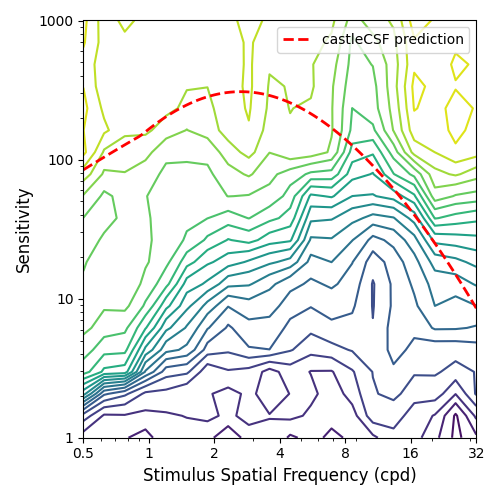 1000
castleCSF prediction
100
10
1
Sensitivity
0.5 1 2 4 8 16 32
Stimulus Spatial Frequency (cpd)